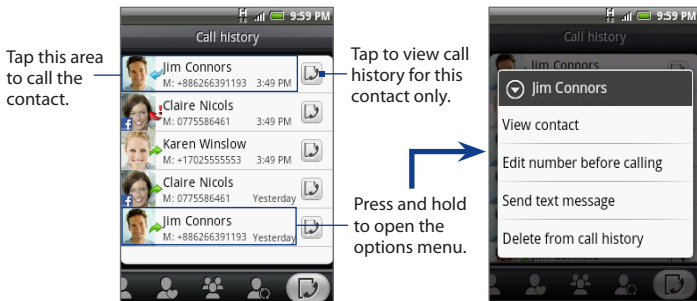 9:59 PM
Call history
Tap this area
to call the
contact.
Jim Connors
M: +886266391193 3:49 PM
Claire Nicols
M: 0775586461 3:49 PM
Karen Winslow
M: +17025555553 3:49 PM
Claire Nicols
M: 0775586461 Yesterday
Jim Connors
M: +886266391193 Yesterday
Tap to view call
history for this
contact only.
Press and hold
to open the
options menu.
9:59 PM
Call history
Jim Connors
Jim Connors
View contact
Edit number before calling
Send text message
Delete from call history